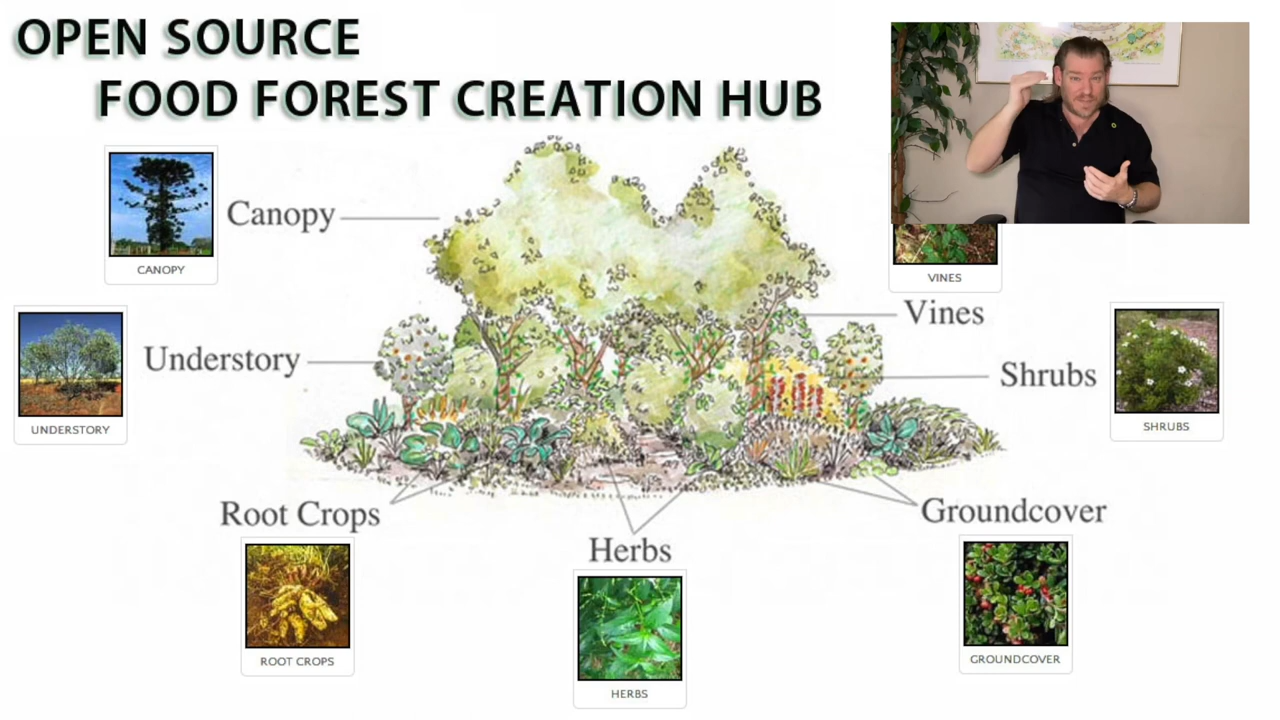 OPEN SOURCE
FOOD FOREST CREATION HUB
Canopy
CANOPY
VINES
Vines
Understory
UNDERSTORY
Shrubs
SHRUBS
Root Crops
ROOT CROPS
Herbs
HERBS
Groundcover
GROUNDCOVER